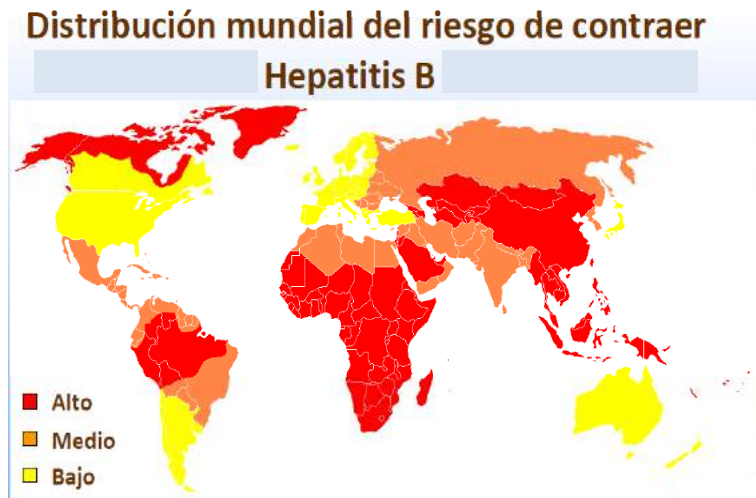 Distribución mundial del riesgo de contraer
Hepatitis B
Alto
Medio
Bajo